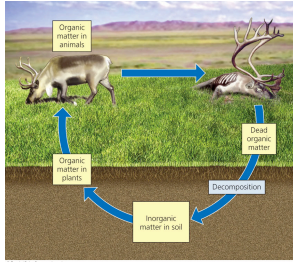 Organic
matter in
animals
Dead
organic
matter
Decomposition
Inorganic
matter in soil
Organic
matter in
plants